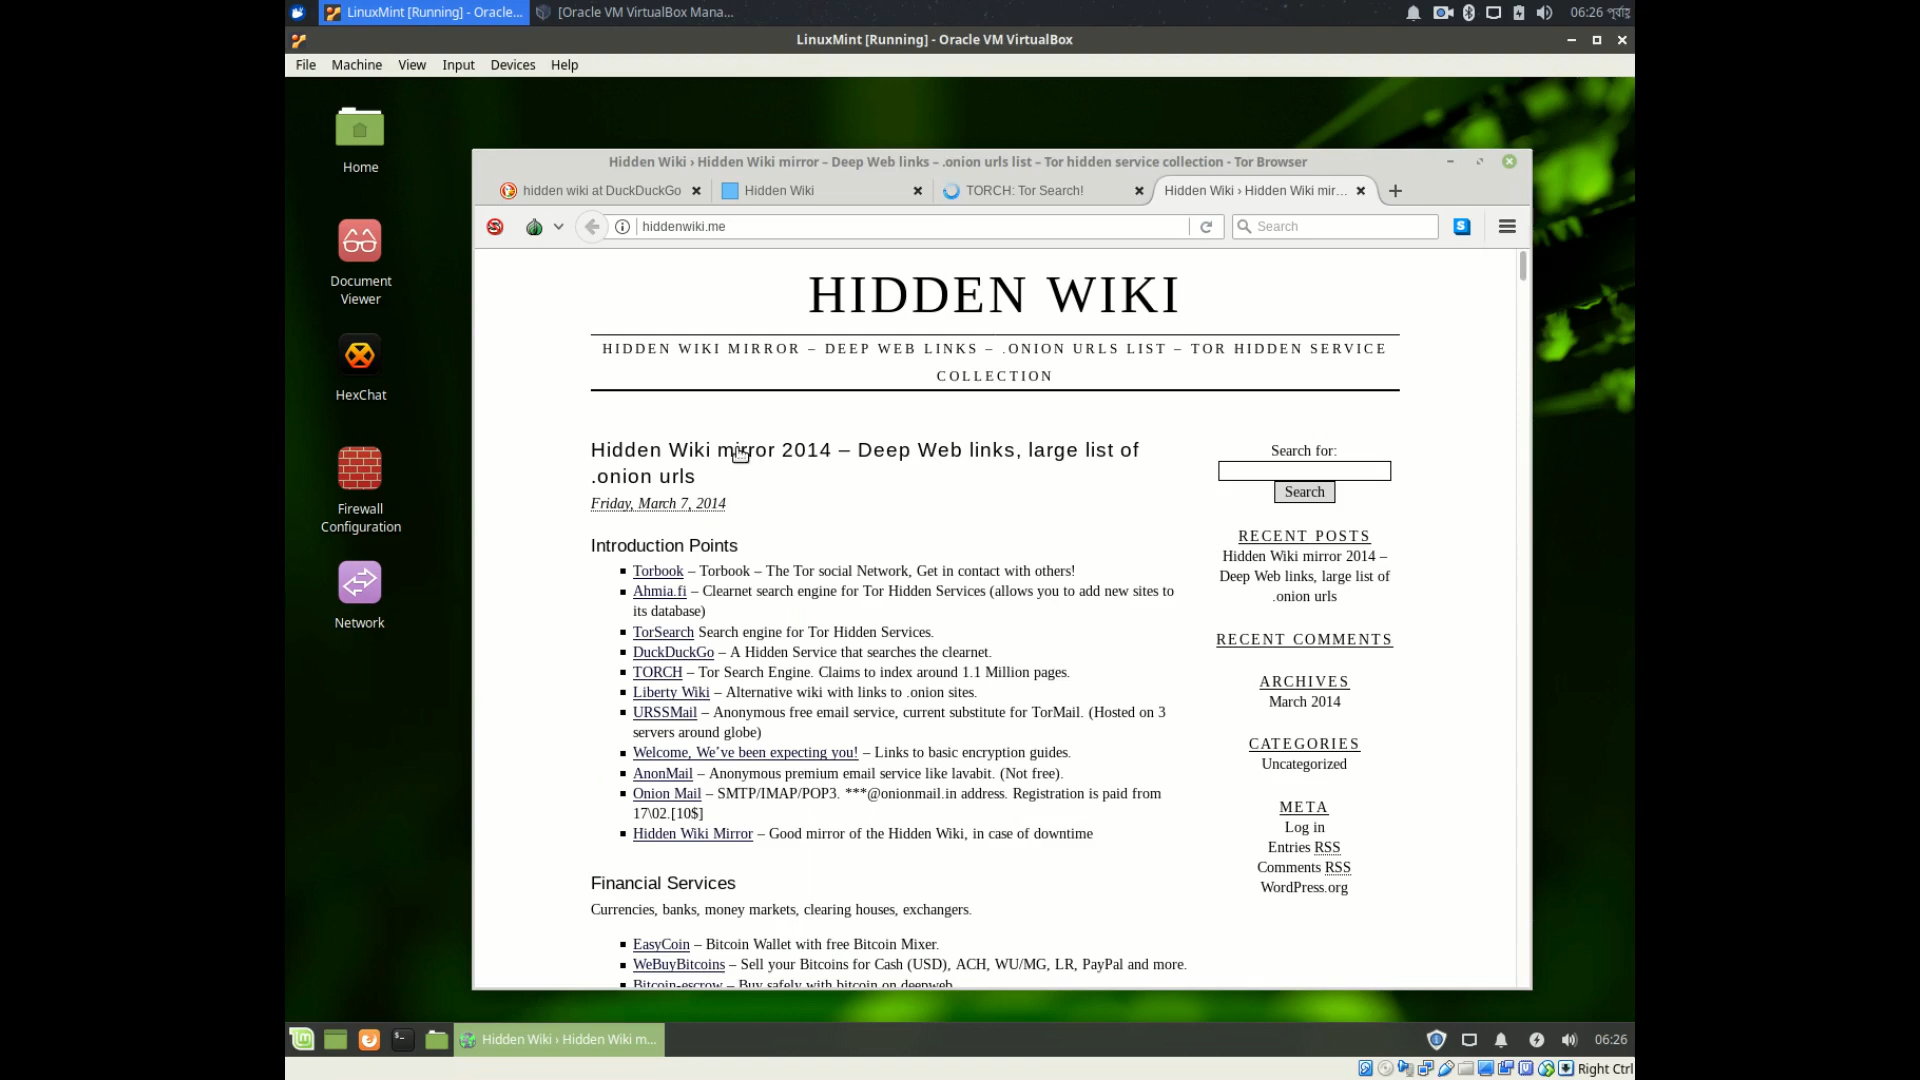 LinuxMint [Running] - Oracle...
[Oracle VM VirtualBox Mana...
06:26 পূর্বাহ্ণ
LinuxMint [Running] - Oracle VM VirtualBox
File Machine View Input Devices Help
Home
Document
Viewer
HexChat
Firewall
Configuration
Network
Hidden Wiki › Hidden Wiki mirror – Deep Web links – .onion urls list – Tor hidden service collection - Tor Browser
hidden wiki at DuckDuckGo
Hidden Wiki
TORCH: Tor Search!
Hidden Wiki › Hidden Wiki mir...
hiddenwiki.me
Search
HIDDEN WIKI
HIDDEN WIKI MIRROR – DEEP WEB LINKS – .ONION URLS LIST – TOR HIDDEN SERVICE
COLLECTION
Hidden Wiki mirror 2014 – Deep Web links, large list of
.onion urls
Friday, March 7, 2014
Introduction Points
Torbook – Torbook – The Tor social Network, Get in contact with others!
Ahmia.fi – Clearnet search engine for Tor Hidden Services (allows you to add new sites to
its database)
TorSearch Search engine for Tor Hidden Services.
DuckDuckGo – A Hidden Service that searches the clearnet.
TORCH – Tor Search Engine. Claims to index around 1.1 Million pages.
Liberty Wiki – Alternative wiki with links to .onion sites.
URSSMail – Anonymous free email service, current substitute for TorMail. (Hosted on 3
servers around globe)
Welcome, We've been expecting you! – Links to basic encryption guides.
AnonMail – Anonymous premium email service like lavabit. (Not free).
Onion Mail – SMTP/IMAP/POP3. ***@onionmail.in address. Registration is paid from
17\02.[10$]
Hidden Wiki Mirror – Good mirror of the Hidden Wiki, in case of downtime
Financial Services
Currencies, banks, money markets, clearing houses, exchangers.
EasyCoin – Bitcoin Wallet with free Bitcoin Mixer.
WeBuyBitcoins – Sell your Bitcoins for Cash (USD), ACH, WU/MG, LR, PayPal and more.
Bitcoin-escrow – Buy safely with bitcoin on deepweb
Search for:
Search
RECENT POSTS
Hidden Wiki mirror 2014 –
Deep Web links, large list of
.onion urls
RECENT COMMENTS
ARCHIVES
March 2014
CATEGORIES
Uncategorized
META
Log in
Entries RSS
Comments RSS
WordPress.org
Hidden Wiki › Hidden Wiki m...
06:26
Right Ctrl